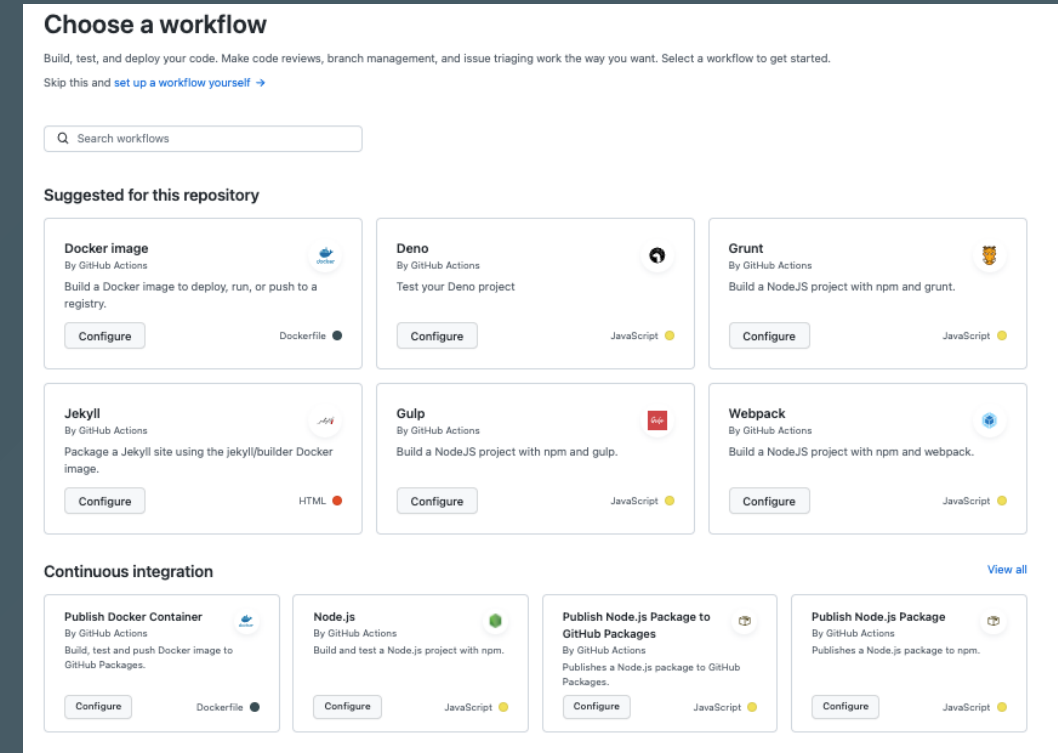 Choose a workflow
Build, test, and deploy your code. Make code reviews, branch management, and issue triaging work the way you want. Select a workflow to get started.
Skip this and set up a workflow yourself →
Search workflows
Suggested for this repository
Docker image
By GitHub Actions
Build a Docker image to deploy, run, or push to a
registry.
Configure
Dockerfile
Deno
By GitHub Actions
Test your Deno project
Configure
JavaScript
Grunt
By GitHub Actions
Build a NodeJS project with npm and grunt.
Configure
JavaScript
Jekyll
By GitHub Actions
Package a Jekyll site using the jekyll/builder Docker
image.
Configure
HTML
Gulp
By GitHub Actions
Build a NodeJS project with npm and gulp.
Configure
JavaScript
Webpack
By GitHub Actions
Build a NodeJS project with npm and webpack.
Configure
JavaScript
Continuous integration
View all
Publish Docker Container
By GitHub Actions
Build, test and push Docker image to
GitHub Packages.
Configure
Dockerfile
Node.js
By GitHub Actions
Build and test a Node.js project with npm.
Configure
JavaScript
Publish Node.js Package to
GitHub Packages
By GitHub Actions
Publishes a Node.js package to GitHub
Packages.
Configure
JavaScript
Publish Node.js Package
By GitHub Actions
Publishes a Node.js package to npm.
Configure
JavaScript